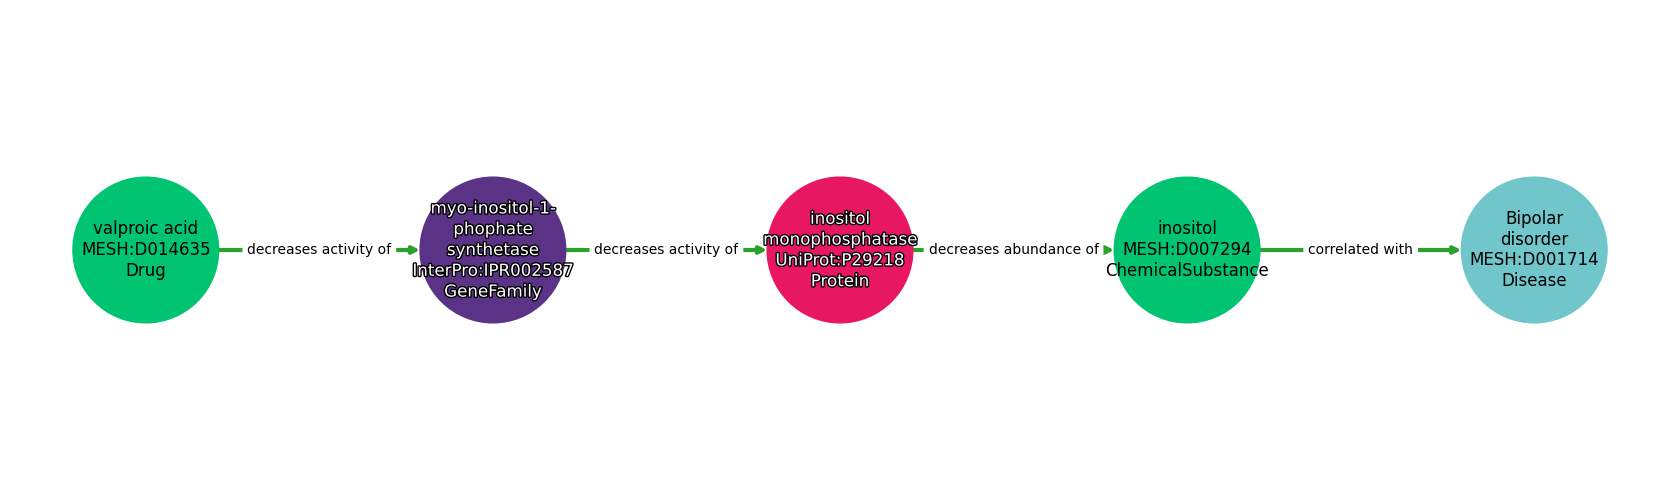 valproic acid
MESH:D014635
Drug
decreases activity of
myo-inositol-1-
phophate
synthetase
InterPro:IPR002587
GeneFamily
decreases activity of
inositol
monophosphatase
UniProt:P29218
Protein
decreases abundance of
inositol
MESH:D007294
ChemicalSubstance
correlated with
Bipolar
disorder
MESH:D001714
Disease